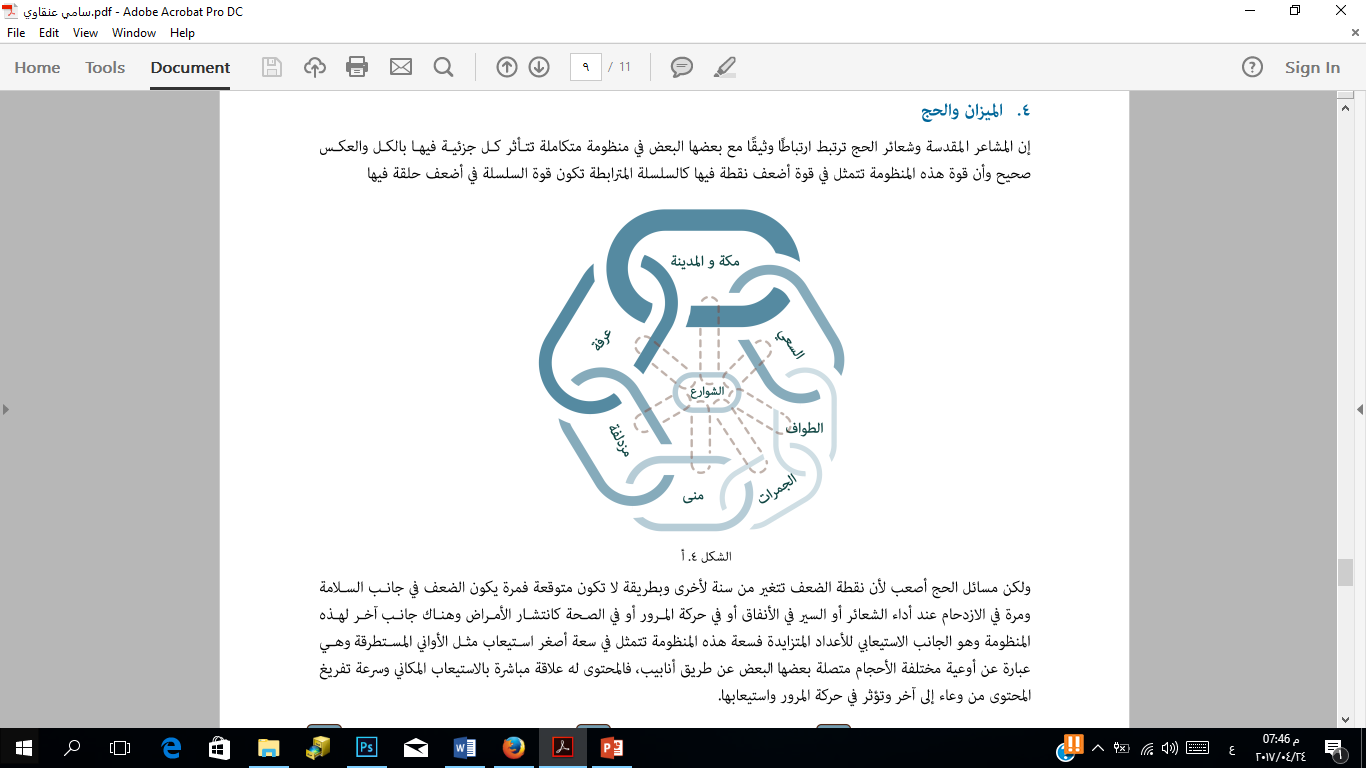 سامي عنقاوي.pdf - Adobe Acrobat Pro DC
File Edit View Window Help
Home Tools Document ٩ / 11 Sign In
٤. الميزان والحج
إن المشاعر المقدسة وشعائر الحج ترتبط ارتباطًا وثيقًا مع بعضها البعض في منظومة متكاملة تتأثر كل جزئية فيها بالكل والعكس
صحيح وأن قوة هذه المنظومة تتمثل في قوة أضعف نقطة فيها كالسلسلة المترابطة تكون قوة السلسلة في أضعف حلقة فيها
مكة و المدينة
عرفة
السعي
الشوارع
الطواف
مزدلفة
الجمرات
منى
الشكل ٤. أ
ولكن مسائل الحج أصعب لأن نقطة الضعف تتغير من سنة لأخرى وبطريقة لا تكون متوقعة فمرة يكون الضعف في جانب السلامة
ومرة في الازدحام عند أداء الشعائر أو السير في الأنفاق أو في حركة المرور أو في الصحة كانتشار الأمراض وهناك جانب آخر لهذه
المنظومة وهو الجانب الاستيعابي للأعداد المتزايدة فسعة هذه المنظومة تتمثل في سعة أصغر استيعاب مثل الأواني المستطرقة وهي
عبارة عن أوعية مختلفة الأحجام متصلة بعضها البعض عن طريق أنابيب، فالمحتوى له علاقة مباشرة بالاستيعاب المكاني وسرعة تفريغ
المحتوى من وعاء إلى آخر وتؤثر في حركة المرور واستيعابها.
ع
07:46 م
٢٠١٧/٠٤/٢٤